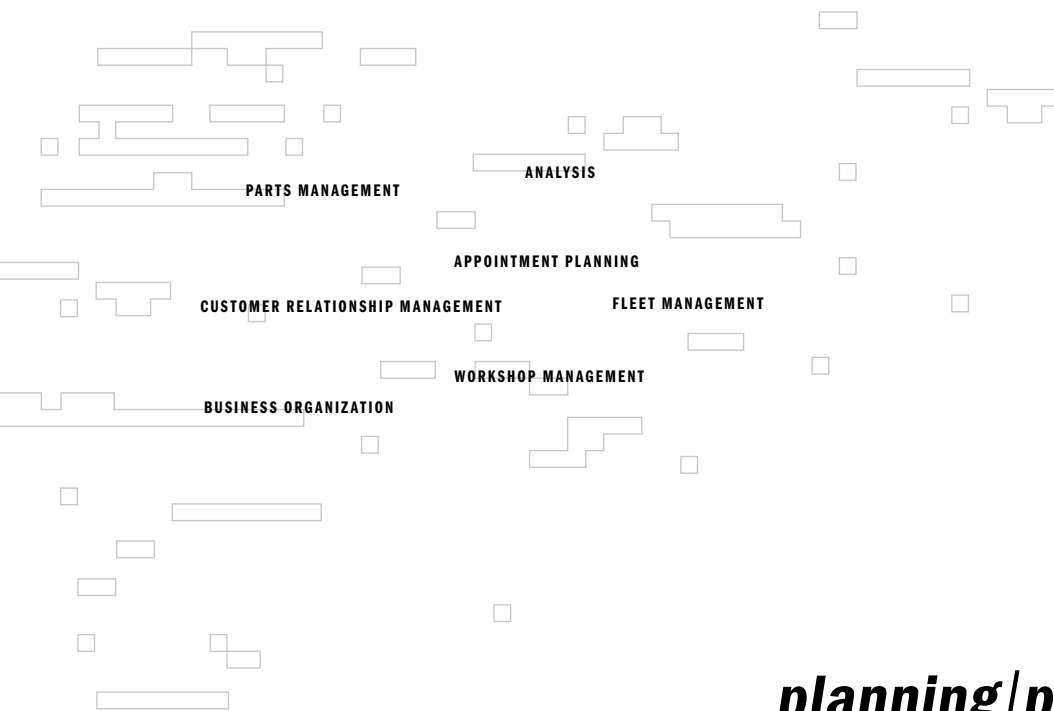 ANALYSIS
PARTS MANAGEMENT
APPOINTMENT PLANNING
CUSTOMER RELATIONSHIP MANAGEMENT
FLEET MANAGEMENT
WORKSHOP MANAGEMENT
BUSINESS ORGANIZATION
planning|p